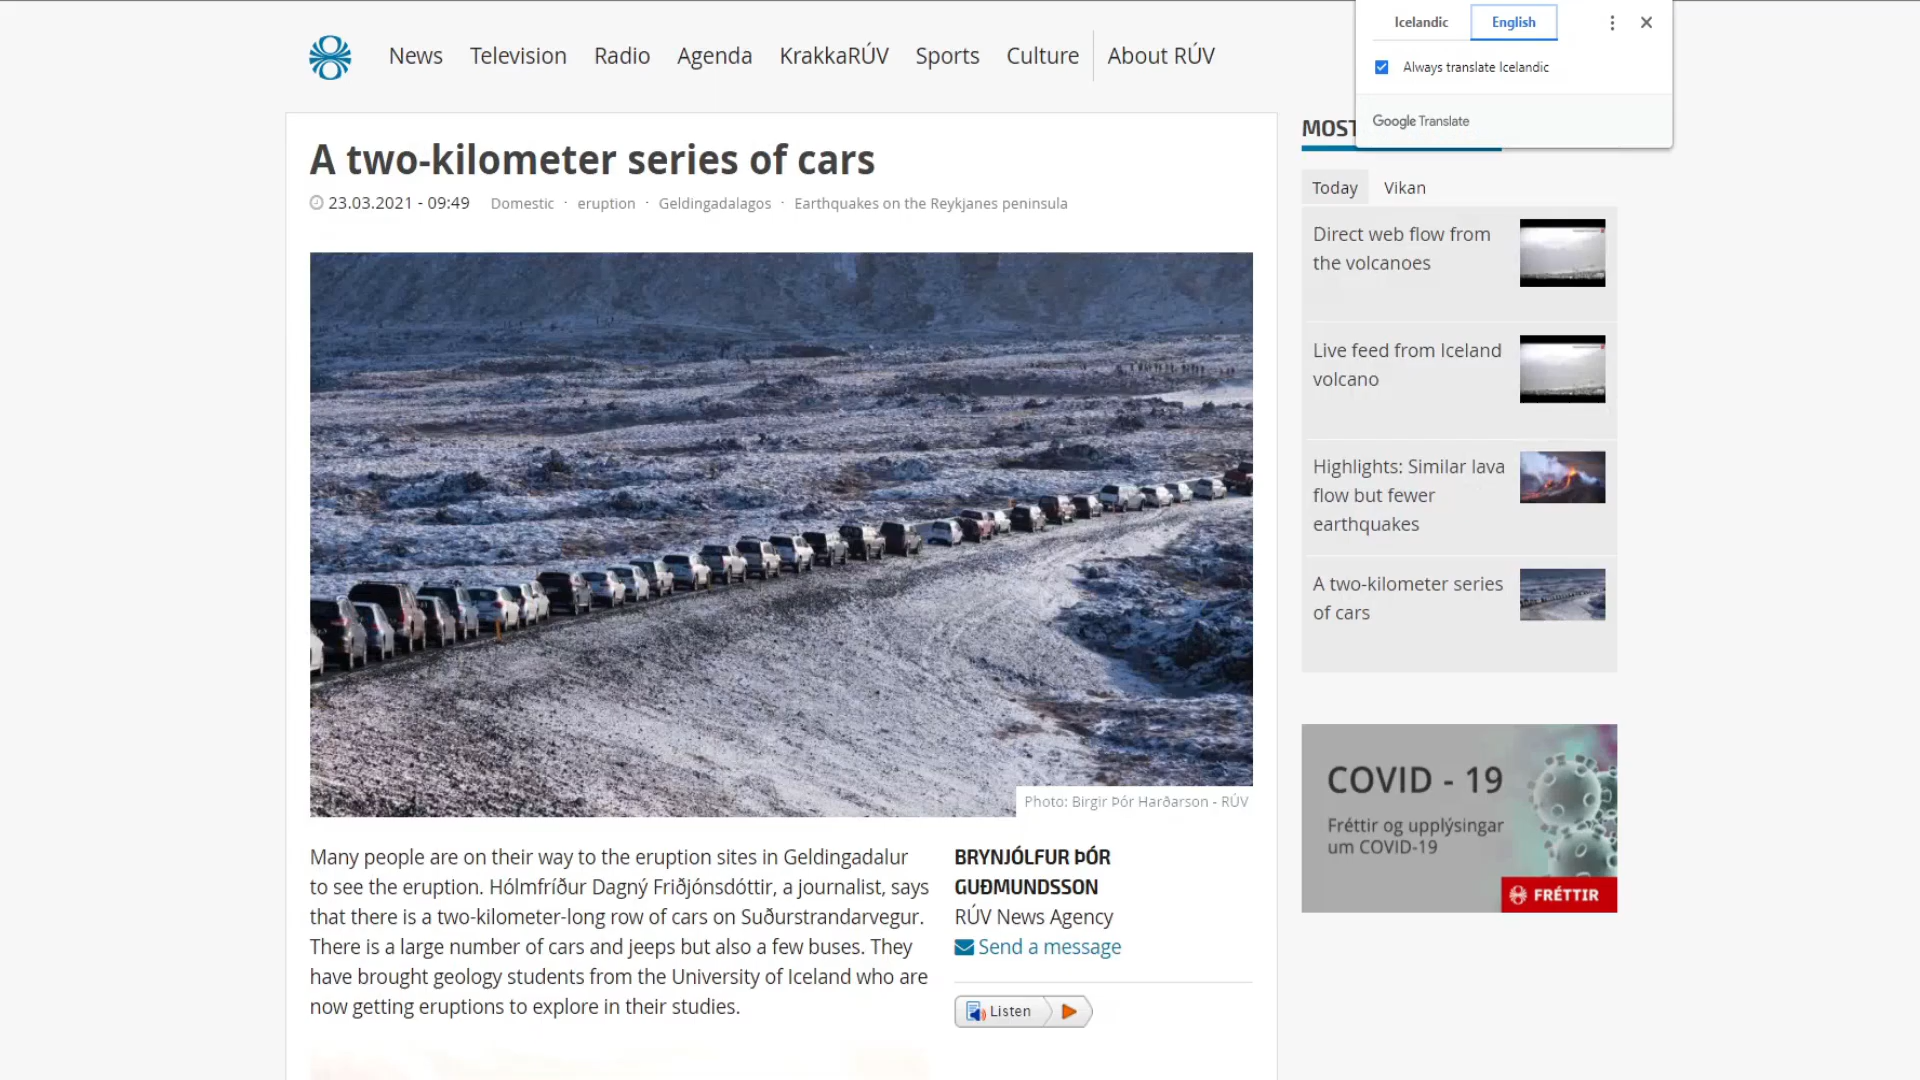 Icelandic
English
Always translate Icelandic
Google Translate
News
Television
Radio
Agenda
KrakkaRÚV
Sports
Culture
About RÚV
A two-kilometer series of cars
23.03.2021 - 09:49
Domestic · eruption · Geldingadalagos · Earthquakes on the Reykjanes peninsula
Photo: Birgir Þór Harðarson - RÚV
Many people are on their way to the eruption sites in Geldingadalur
to see the eruption. Hólmfríður Dagný Friðjónsdóttir, a journalist, says
that there is a two-kilometer-long row of cars on Suðurstrandarvegur.
There is a large number of cars and jeeps but also a few buses. They
have brought geology students from the University of Iceland who are
now getting eruptions to explore in their studies.
BRYNJÓLFUR ÞÓR
GUÐMUNDSSON
RÚV News Agency
Send a message
Listen
MOST
Today
Vikan
Direct web flow from
the volcanoes
Live feed from Iceland
volcano
Highlights: Similar lava
flow but fewer
earthquakes
A two-kilometer series
of cars
COVID - 19
Fréttir og upplýsingar
um COVID-19
FRÉTTIR